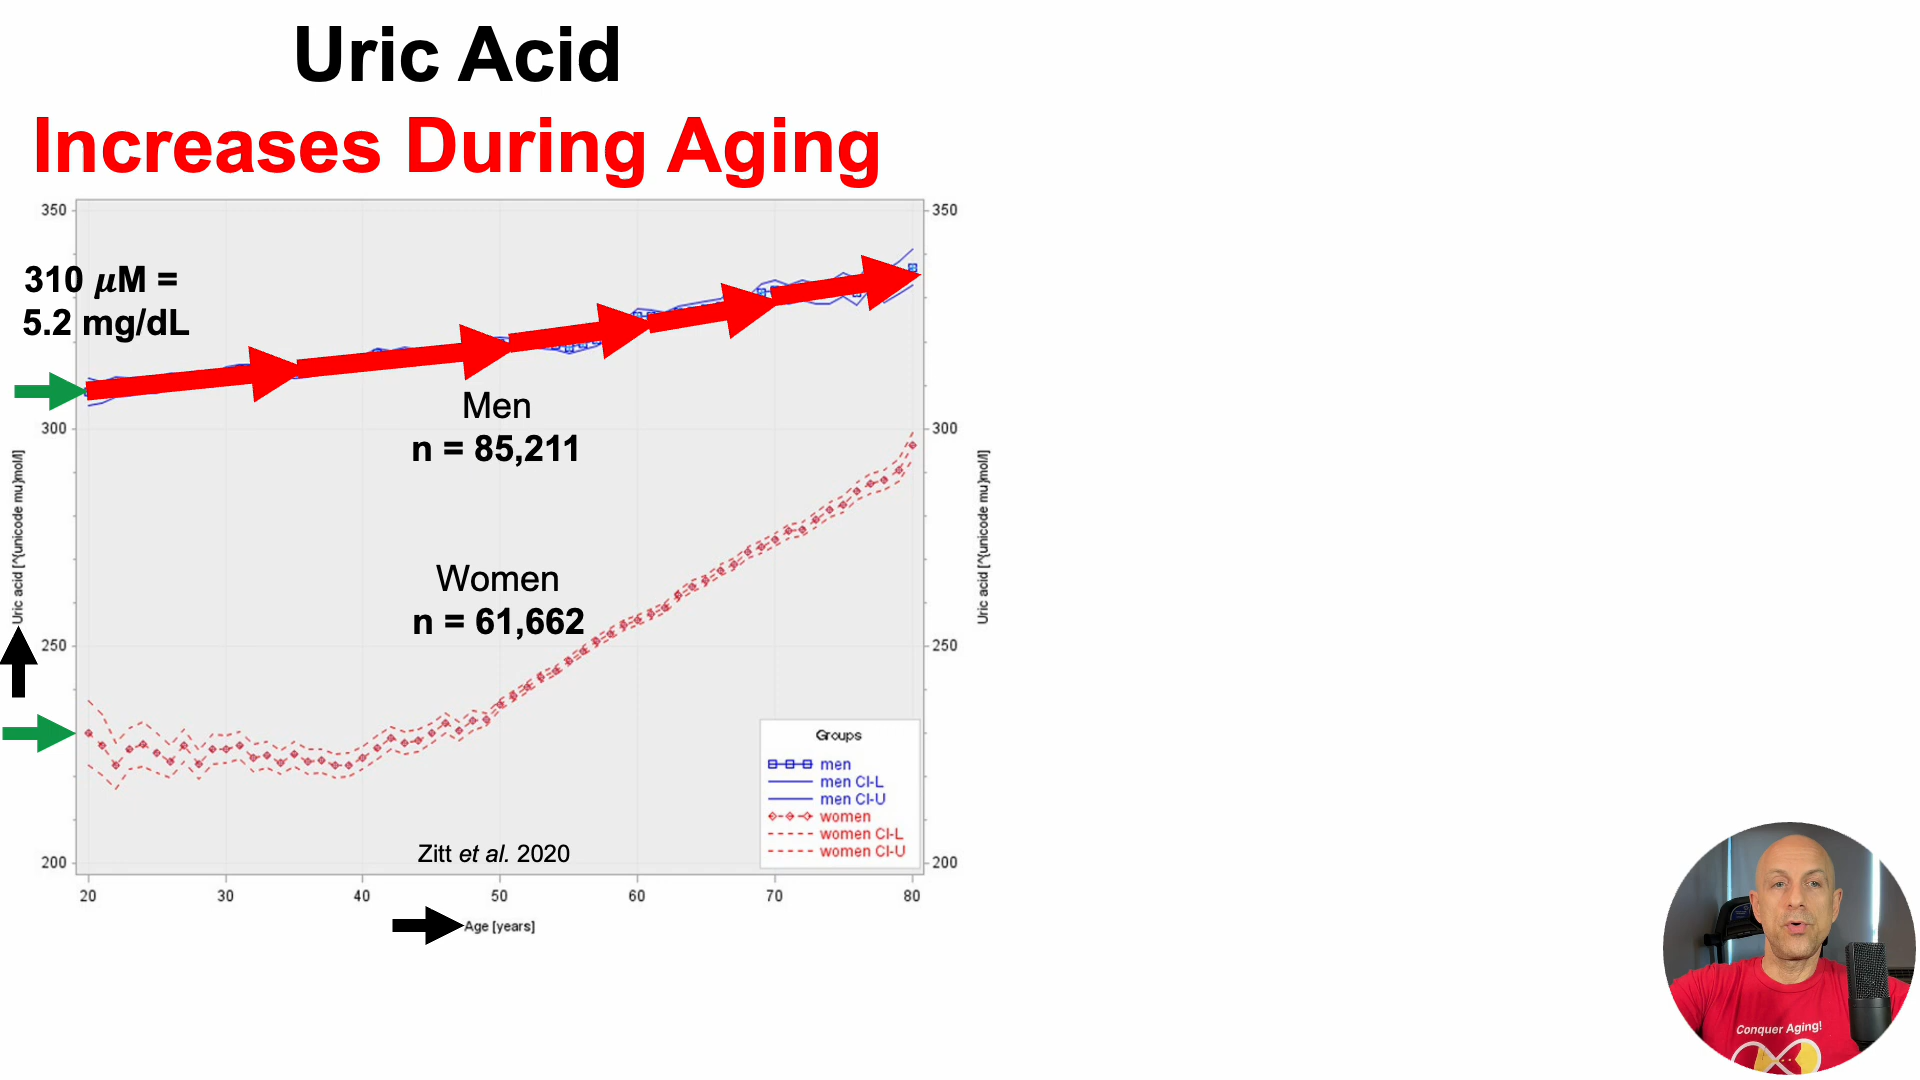 Uric Acid
Increases During Aging
350
350
310 μM =
5.2 mg/dL
Men
n = 85,211
300
300
Uric acid [^{unicode mu}mol/l]
Uric acid [^{unicode mu}mol/l]
Women
n = 61,662
250
250
Groups
men
men CI-L
men CI-U
women
women CI-L
women CI-U
Zitt et al. 2020
200
200
20 30 40 50 60 70 80
Age [years]
Conquer Aging!